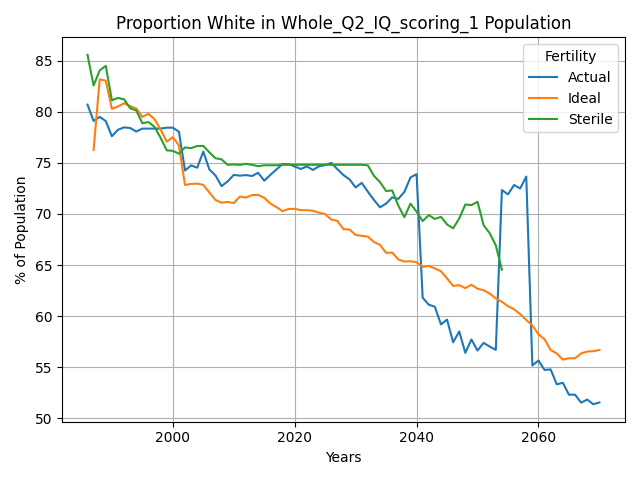 Proportion White in Whole_Q2_IQ_scoring_1 Population
Fertility
Actual
Ideal
Sterile
% of Population
85
80
75
70
65
60
55
50
2000
2020
2040
2060
Years